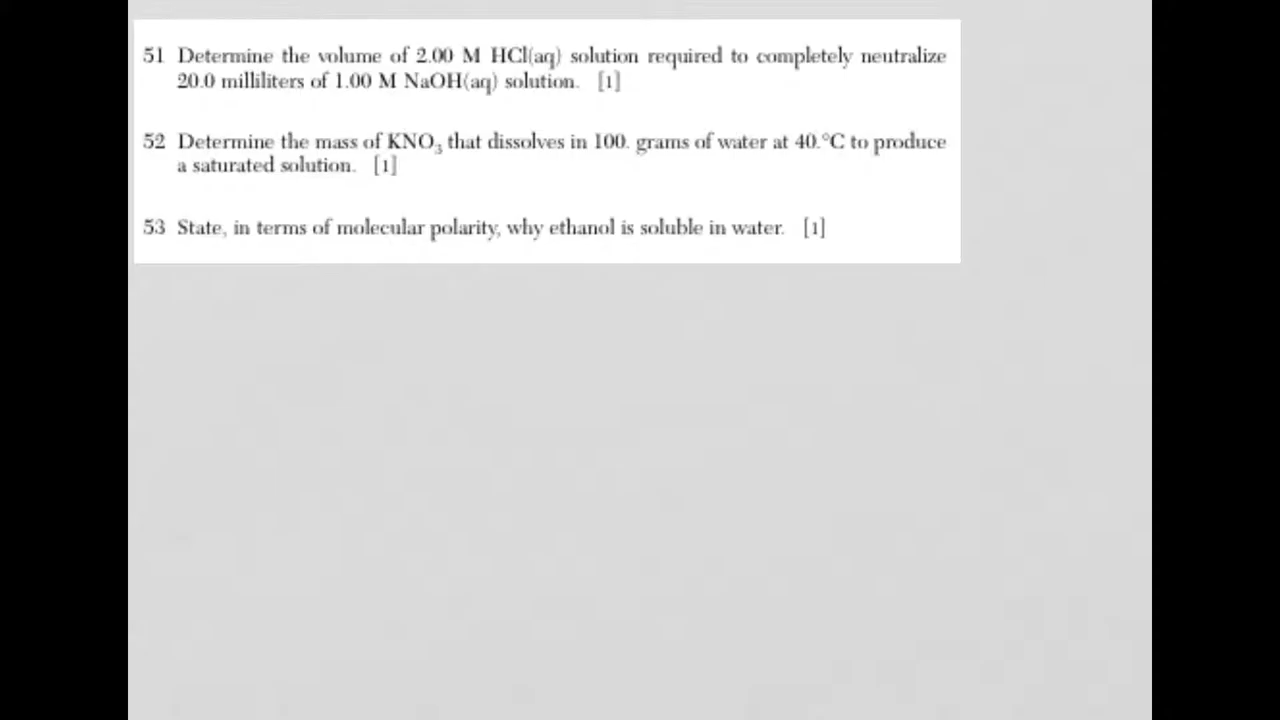 51 Determine the volume of 2.00 M HCl(aq) solution required to completely neutralize
20.0 milliliters of 1.00 M NaOH(aq) solution. [1]
52 Determine the mass of KNO₃ that dissolves in 100. grams of water at 40.°C to produce
a saturated solution. [1]
53 State, in terms of molecular polarity, why ethanol is soluble in water. [1]